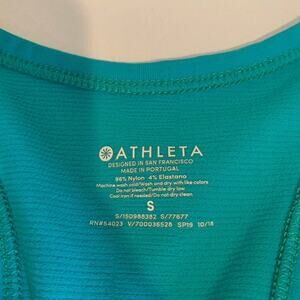 ATHLETA
DESIGNED IN SAN FRANCISCO
MADE IN PORTUGAL
96% Nylon 4% Elastano
Machine wash cold/Wash and dry with like colors
Do not bleach/Tumble dry low
Cool iron if needed/Do not dry clean
S
S/150988382 S/77677
RN#54023 V/700036528 SP19 10/18